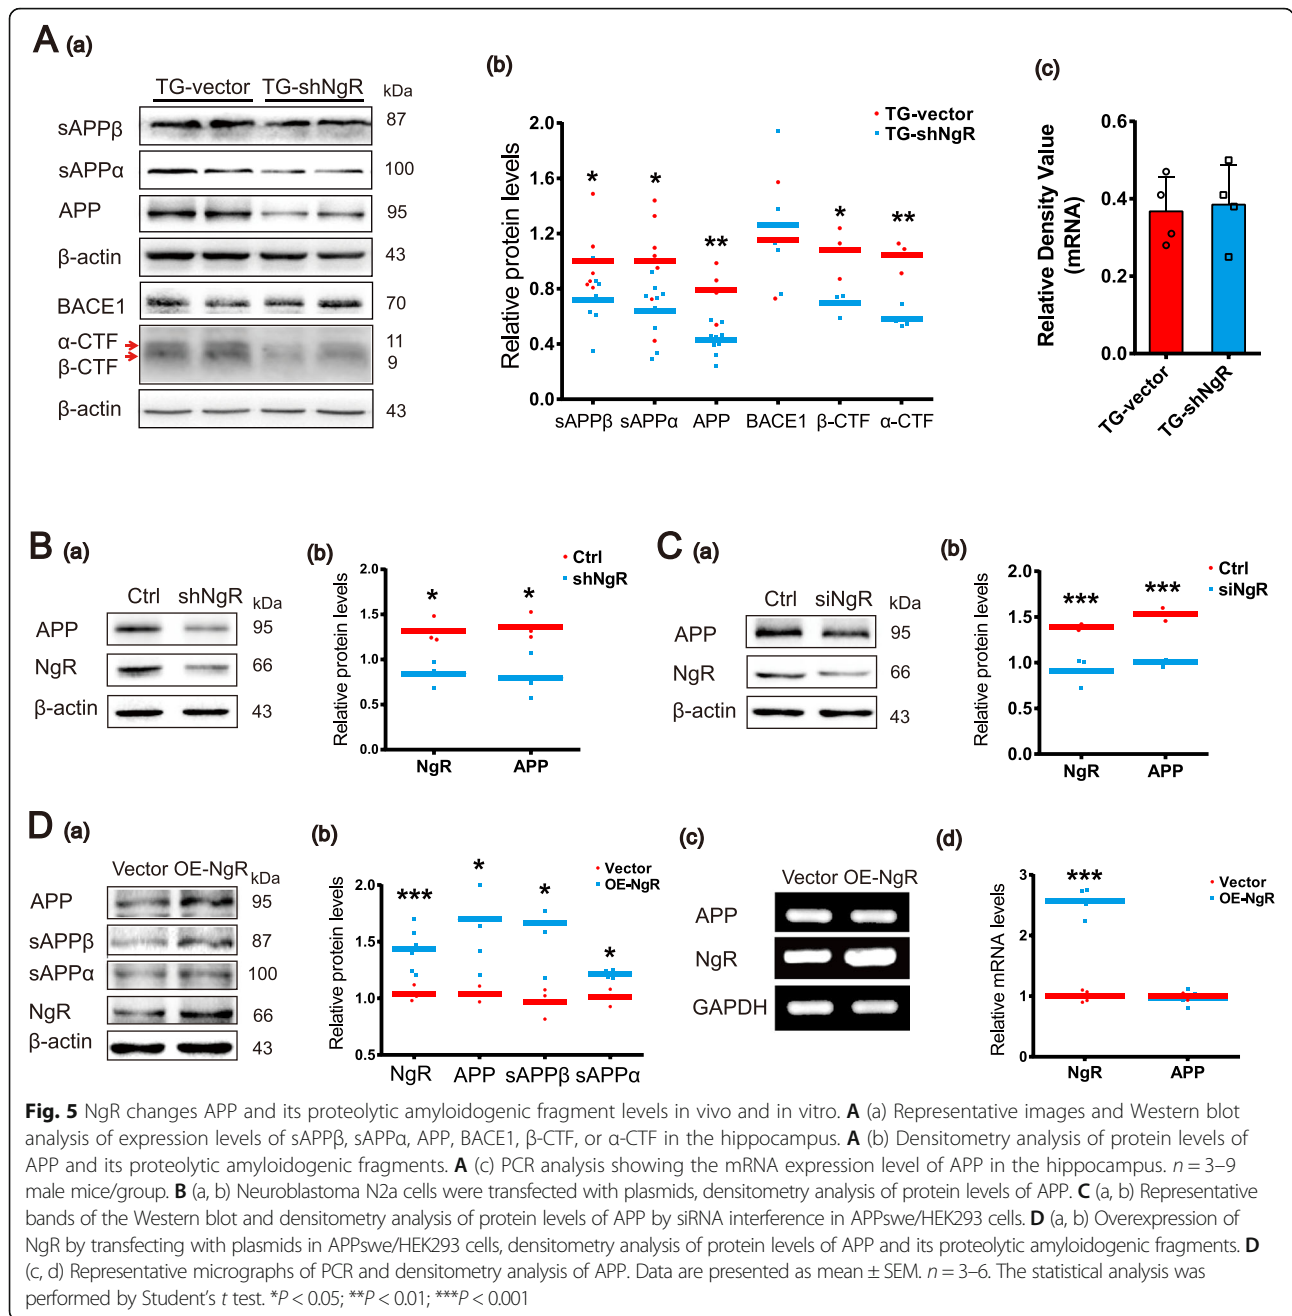 A (a)
TG-vector TG-shNgR kDa
sAPPβ 87
sAPPα 100
APP 95
β-actin 43
BACE1 70
α-CTF 11
β-CTF 9
β-actin 43
(b)
TG-vector
TG-shNgR
Relative protein levels
2.0
1.6
1.2
0.8
0.4
0.0
* * ** * **
sAPPβ sAPPα APP BACE1 β-CTF α-CTF
(c)
Relative Density Value
(mRNA)
0.6
0.4
0.2
0.0
TG-vector
TG-shNgR
B (a)
Ctrl shNgR kDa
APP 95
NgR 66
β-actin 43
(b)
Ctrl
shNgR
Relative protein levels
2.0
1.5
1.0
0.5
0.0
* *
NgR APP
C (a)
Ctrl siNgR kDa
APP 95
NgR 66
β-actin 43
(b)
Ctrl
siNgR
Relative protein levels
2.0
1.5
1.0
0.5
0.0
*** ***
NgR APP
D (a)
Vector OE-NgR kDa
APP 95
sAPPβ 87
sAPPα 100
NgR 66
β-actin 43
(b)
Vector
OE-NgR
Relative protein levels
2.0
1.5
1.0
0.5
*** * * *
NgR APP sAPPβ sAPPα
(c)
Vector OE-NgR
APP
NgR
GAPDH
(d)
Vector
OE-NgR
Relative mRNA levels
3
2
1
0
***
NgR APP
Fig. 5 NgR changes APP and its proteolytic amyloidogenic fragment levels in vivo and in vitro. A (a) Representative images and Western blot
analysis of expression levels of sAPPβ, sAPPα, APP, BACE1, β-CTF, or α-CTF in the hippocampus. A (b) Densitometry analysis of protein levels of
APP and its proteolytic amyloidogenic fragments. A (c) PCR analysis showing the mRNA expression level of APP in the hippocampus. n = 3–9
male mice/group. B (a, b) Neuroblastoma N2a cells were transfected with plasmids, densitometry analysis of protein levels of APP. C (a, b) Representative
bands of the Western blot and densitometry analysis of protein levels of APP by siRNA interference in APPswe/HEK293 cells. D (a, b) Overexpression of
NgR by transfecting with plasmids in APPswe/HEK293 cells, densitometry analysis of protein levels of APP and its proteolytic amyloidogenic fragments. D
(c, d) Representative micrographs of PCR and densitometry analysis of APP. Data are presented as mean ± SEM. n = 3–6. The statistical analysis was
performed by Student's t test. *P < 0.05; **P < 0.01; ***P < 0.001